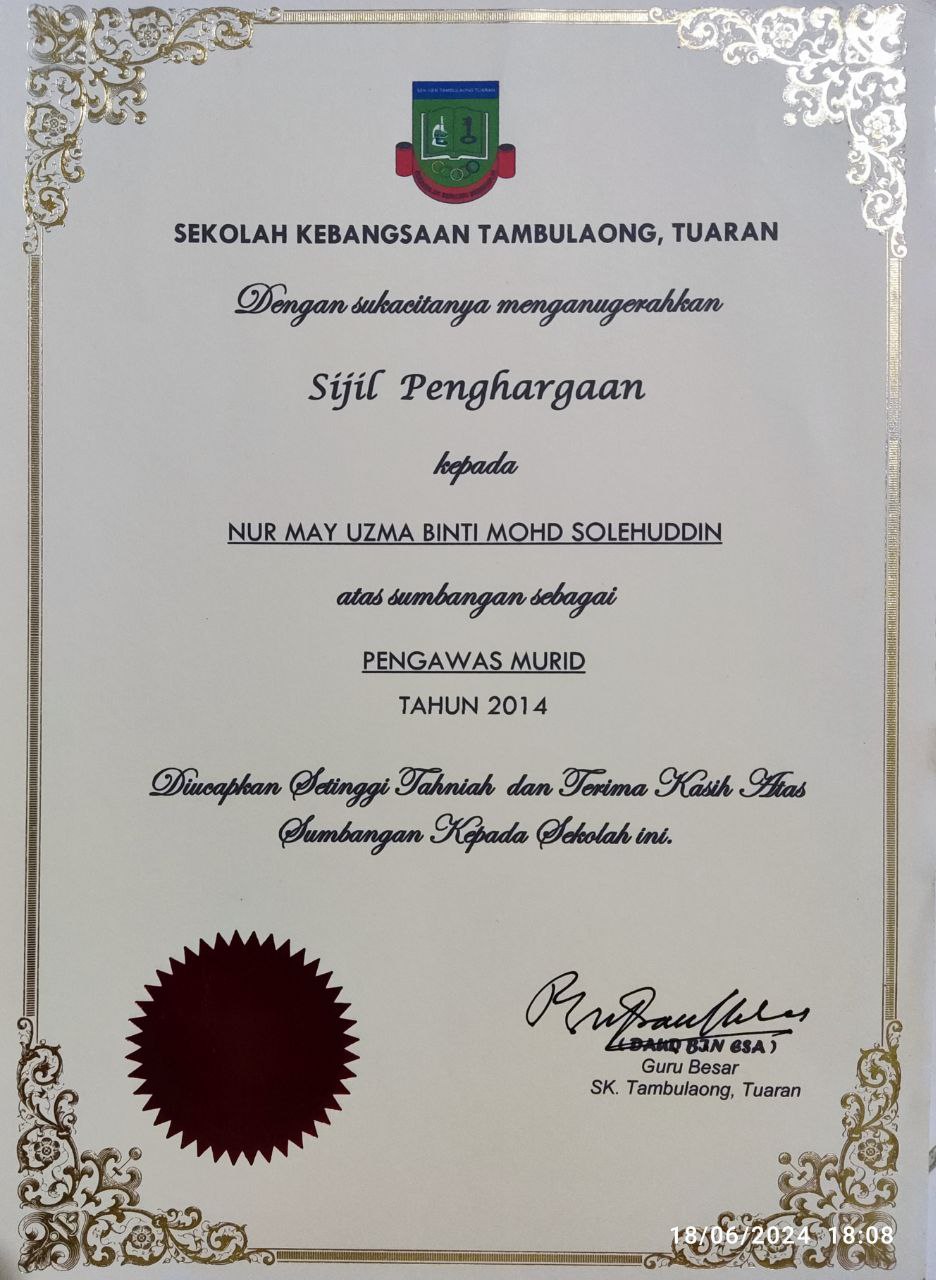 SEK KEB TAMBULAONG TUARAN
SEKOLAH KEBANGSAAN TAMBULAONG, TUARAN
Dengan sukacitanya menganugerahkan
Sijil Penghargaan
kepada
NUR MAY UZMA BINTI MOHD SOLEHUDDIN
atas sumbangan sebagai
PENGAWAS MURID
TAHUN 2014
Diucapkan Setinggi Tahniah dan Terima Kasih Atas
Sumbangan Kepada Sekolah ini.
(DAUD BIN ESA)
Guru Besar
SK. Tambulaong, Tuaran
18/06/2024 18:08